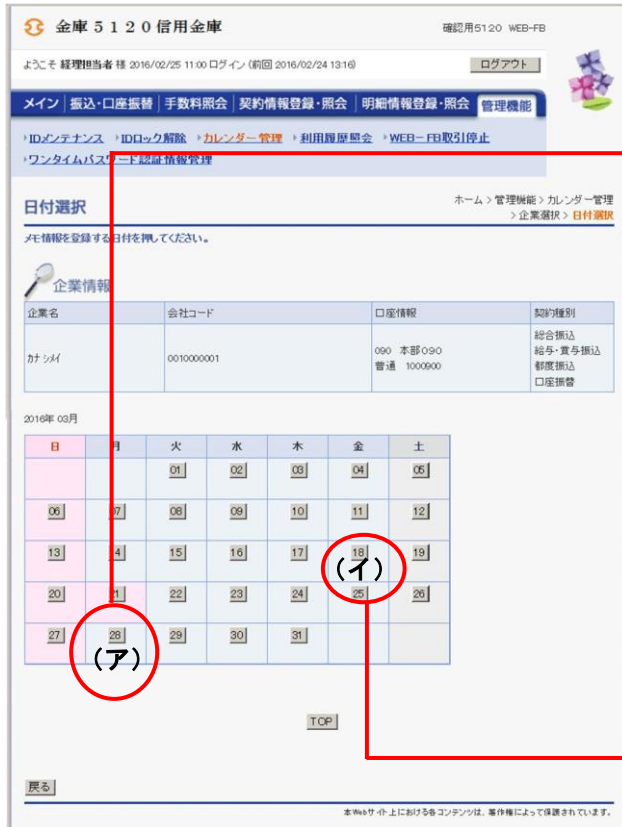 金庫５１２０信用金庫
確認用5120 WEB-FB
ようこそ 経理担当者 様 2016/02/25 11:00 ログイン (前回 2016/02/24 13:16)
ログアウト
メイン 振込・口座振替 手数料照会 契約情報登録・照会 明細情報登録・照会 管理機能
IDメンテナンス IDロック解除 カレンダー管理 利用履歴照会 WEB－FB取引停止
ワンタイムパスワード認証情報管理
日付選択
ホーム > 管理機能 > カレンダー管理
> 企業選択 > 日付選択
メモ情報を登録する日付を押してください。
企業情報
企業名 会社コード 口座情報 契約種別
カナ シメイ 0010000001 090 本部090 普通 1000900
総合振込
給与・賞与振込
都度振込
口座振替
2016年 03月
日 月 火 水 木 金 土
01 02 03 04 05
06 07 08 09 10 11 12
13 14 15 16 17 18 19
(イ)
20 21 22 23 24 25 26
27 28 29 30 31
(ア)
TOP
戻る
本Webサイト上における各コンテンツは、著作権によって保護されています。